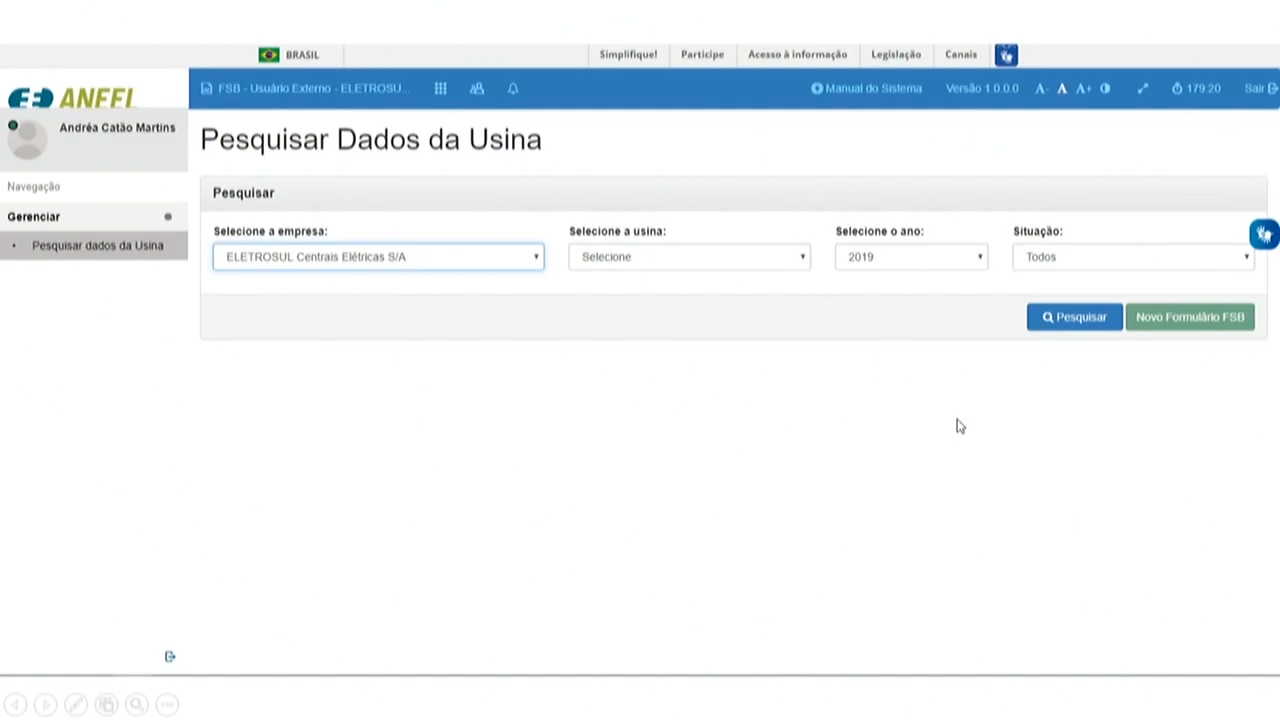 BRASIL
Simplifique! Participe Acesso à informação Legislação Canais
ANEEL
FSB - Usuário Externo - ELETROSU...
Manual do Sistema Versão 1.0.0.0 A- A A+ 179:20 Sair
Andréa Catão Martins
Pesquisar Dados da Usina
Navegação
Gerenciar
Pesquisar dados da Usina
Pesquisar
Selecione a empresa: Selecione a usina: Selecione o ano: Situação:
ELETROSUL Centrais Elétricas S/A Selecione 2019 Todos
Pesquisar Novo Formulário FSB